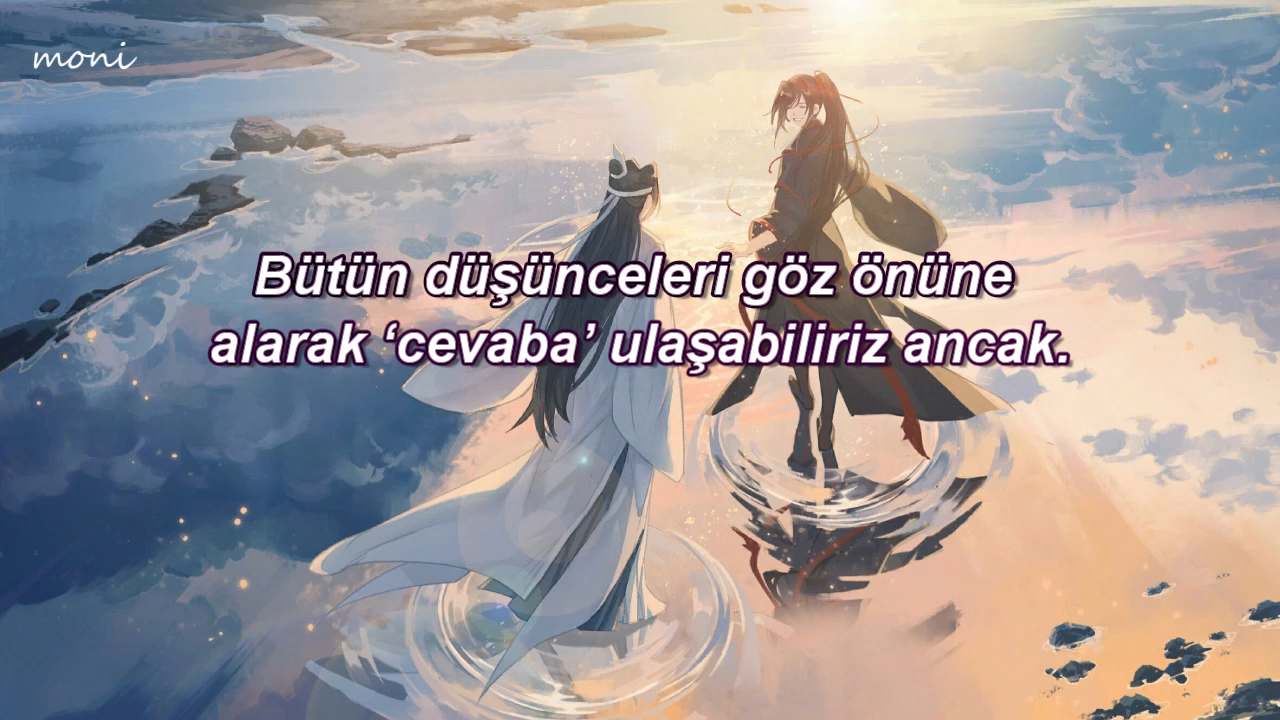 moni
Bütün düşünceleri göz önüne
alarak ‘cevaba’ ulaşabiliriz ancak.